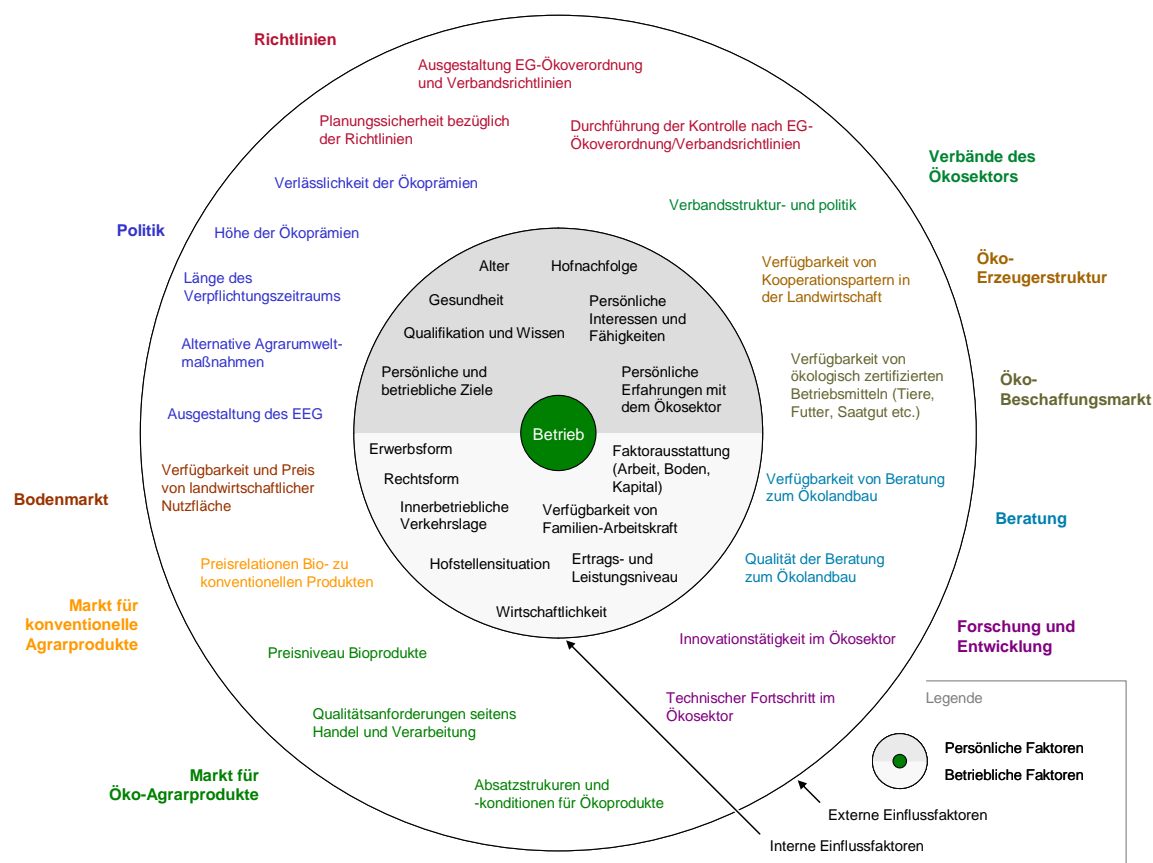 Richtlinien
Ausgestaltung EG-Ökoverordnung
und Verbandsrichtlinien
Planungssicherheit bezüglich
der Richtlinien
Durchführung der Kontrolle nach EG-
Ökoverordnung/Verbandsrichtlinien
Verbände des
Ökosektors
Verlässlichkeit der Ökoprämien
Verbandsstruktur- und politik
Politik
Höhe der Ökoprämien
Länge des
Verpflichtungszeitraums
Alternative Agrarumwelt-
maßnahmen
Ausgestaltung des EEG
Öko-
Erzeugerstruktur
Verfügbarkeit von
Kooperationspartern in
der Landwirtschaft
Alter
Hofnachfolge
Gesundheit
Persönliche
Interessen und
Fähigkeiten
Qualifikation und Wissen
Persönliche und
betriebliche Ziele
Persönliche
Erfahrungen mit
dem Ökosektor
Verfügbarkeit von
ökologisch zertifizierten
Betriebsmitteln (Tiere,
Futter, Saatgut etc.)
Öko-
Beschaffungsmarkt
Betrieb
Erwerbsform
Faktorausstattung
(Arbeit, Boden,
Kapital)
Rechtsform
Innerbetriebliche
Verkehrslage
Verfügbarkeit von
Familien-Arbeitskraft
Hofstellensituation
Ertrags- und
Leistungsniveau
Wirtschaftlichkeit
Bodenmarkt
Verfügbarkeit und Preis
von landwirtschaftlicher
Nutzfläche
Verfügbarkeit von Beratung
zum Ökolandbau
Beratung
Qualität der Beratung
zum Ökolandbau
Preisrelationen Bio- zu
konventionellen Produkten
Markt für
konventionelle
Agrarprodukte
Innovationstätigkeit im Ökosektor
Forschung und
Entwicklung
Technischer Fortschritt im
Ökosektor
Preisniveau Bioprodukte
Qualitätsanforderungen seitens
Handel und Verarbeitung
Markt für
Öko-Agrarprodukte
Absatzstrukuren und
-konditionen für Ökoprodukte
Legende
Persönliche Faktoren
Betriebliche Faktoren
Externe Einflussfaktoren
Interne Einflussfaktoren